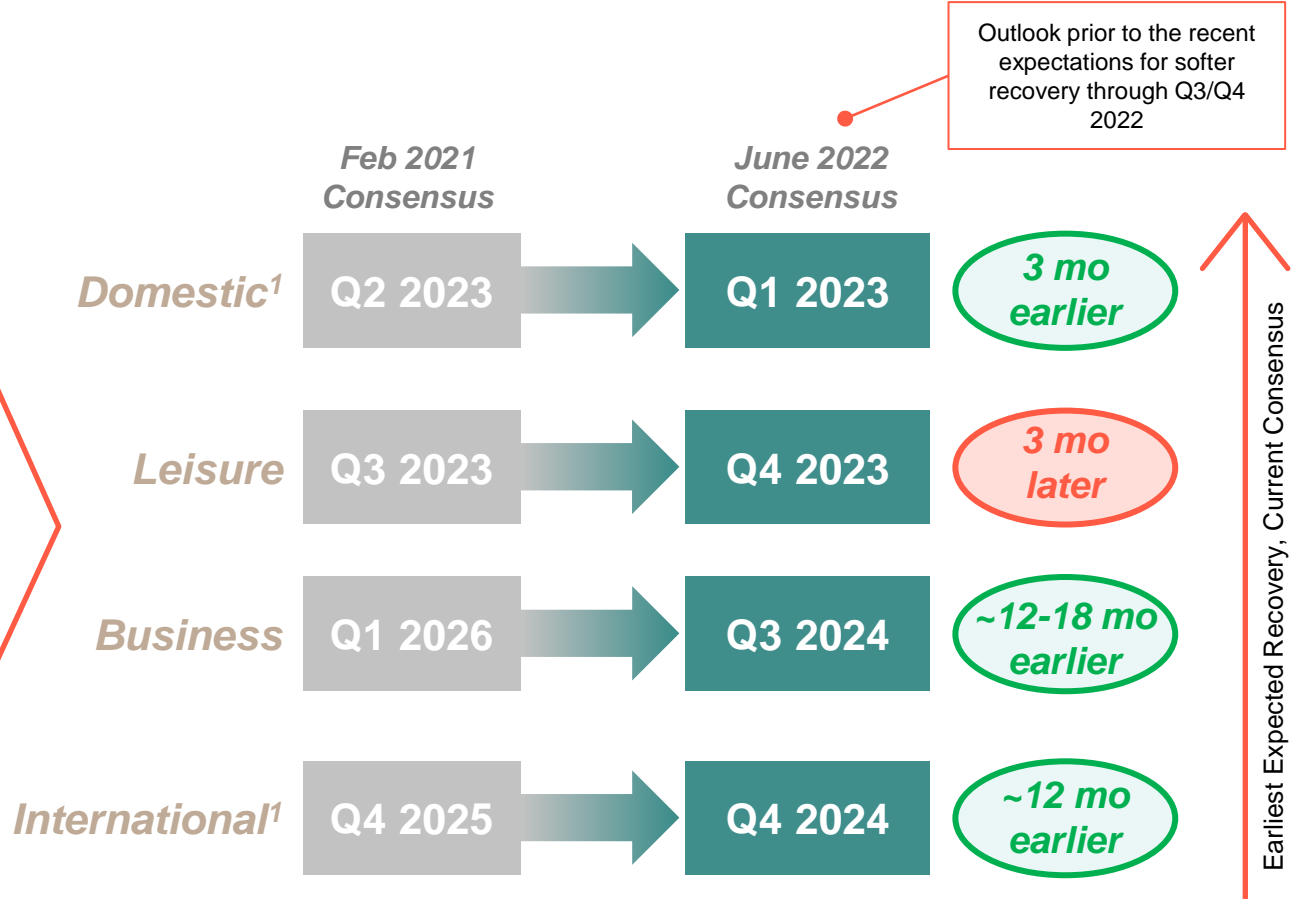 Outlook prior to the recent
expectations for softer
recovery through Q3/Q4
2022
Feb 2021
Consensus
June 2022
Consensus
Domestic¹
Q2 2023
Q1 2023
3 mo
earlier
Leisure
Q3 2023
Q4 2023
3 mo
later
Business
Q1 2026
Q3 2024
~12-18 mo
earlier
International¹
Q4 2025
Q4 2024
~12 mo
earlier
Earliest Expected Recovery, Current Consensus